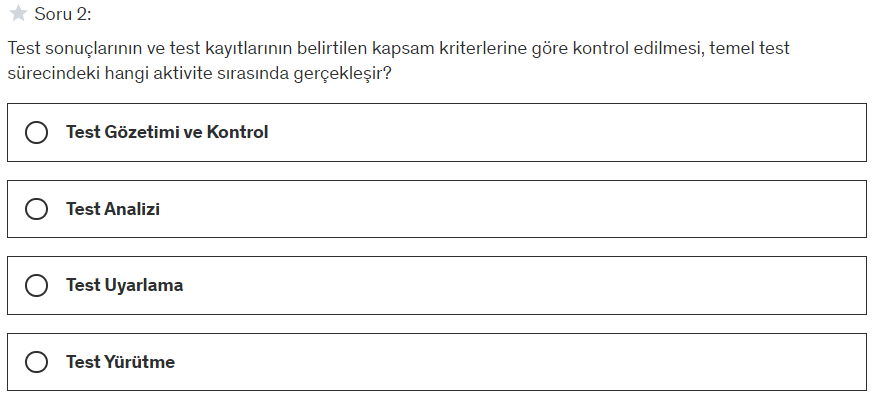 Soru 2:
Test sonuçlarının ve test kayıtlarının belirtilen kapsam kriterlerine göre kontrol edilmesi, temel test
sürecindeki hangi aktivite sırasında gerçekleşir?
Test Gözetimi ve Kontrol
Test Analizi
Test Uyarlama
Test Yürütme